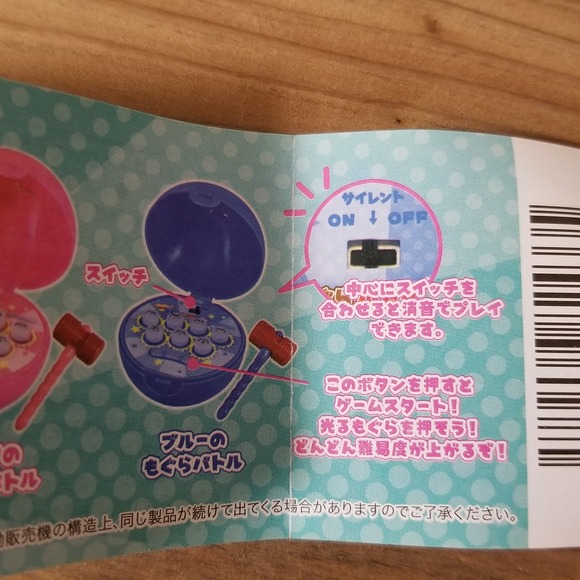 サイレント
ON ↓ OFF
スイッチ
中心にスイッチを
合わせると消音でプレイ
できます。
このボタンを押すと
ゲームスタート!
光るもぐらを押そう!
どんどん難易度が上がるぞ!
ブルーの
もぐらバトル
の
バトル
販売機の構造上、同じ製品が続けて出てくる場合がありますのでご了承ください。